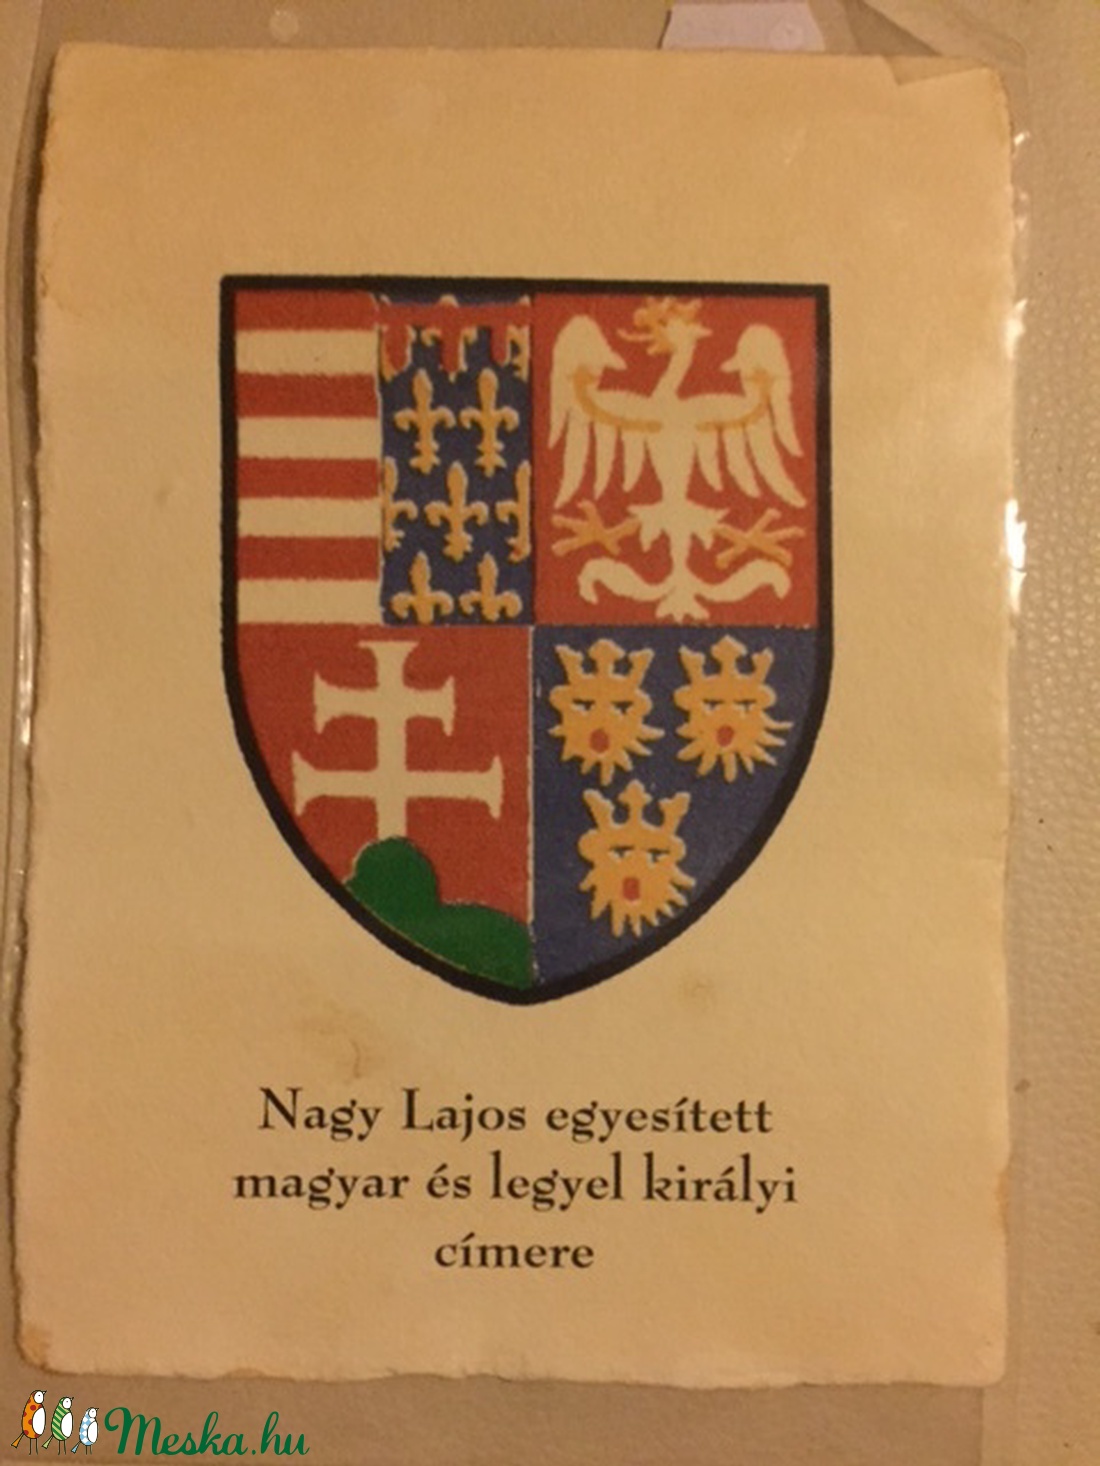 Nagy Lajos egyesített
magyar és legyel királyi
címere
Meska.hu